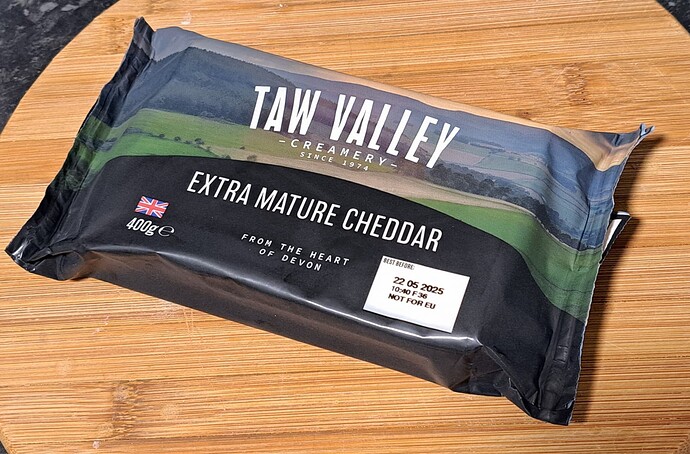 TAW VALLEY
-CREAMERY-
SINCE 1974
EXTRA MATURE CHEDDAR
400g℮
FROM THE HEART
OF DEVON
BEST BEFORE:
22 05 2025
10:40 F 36
NOT FOR EU